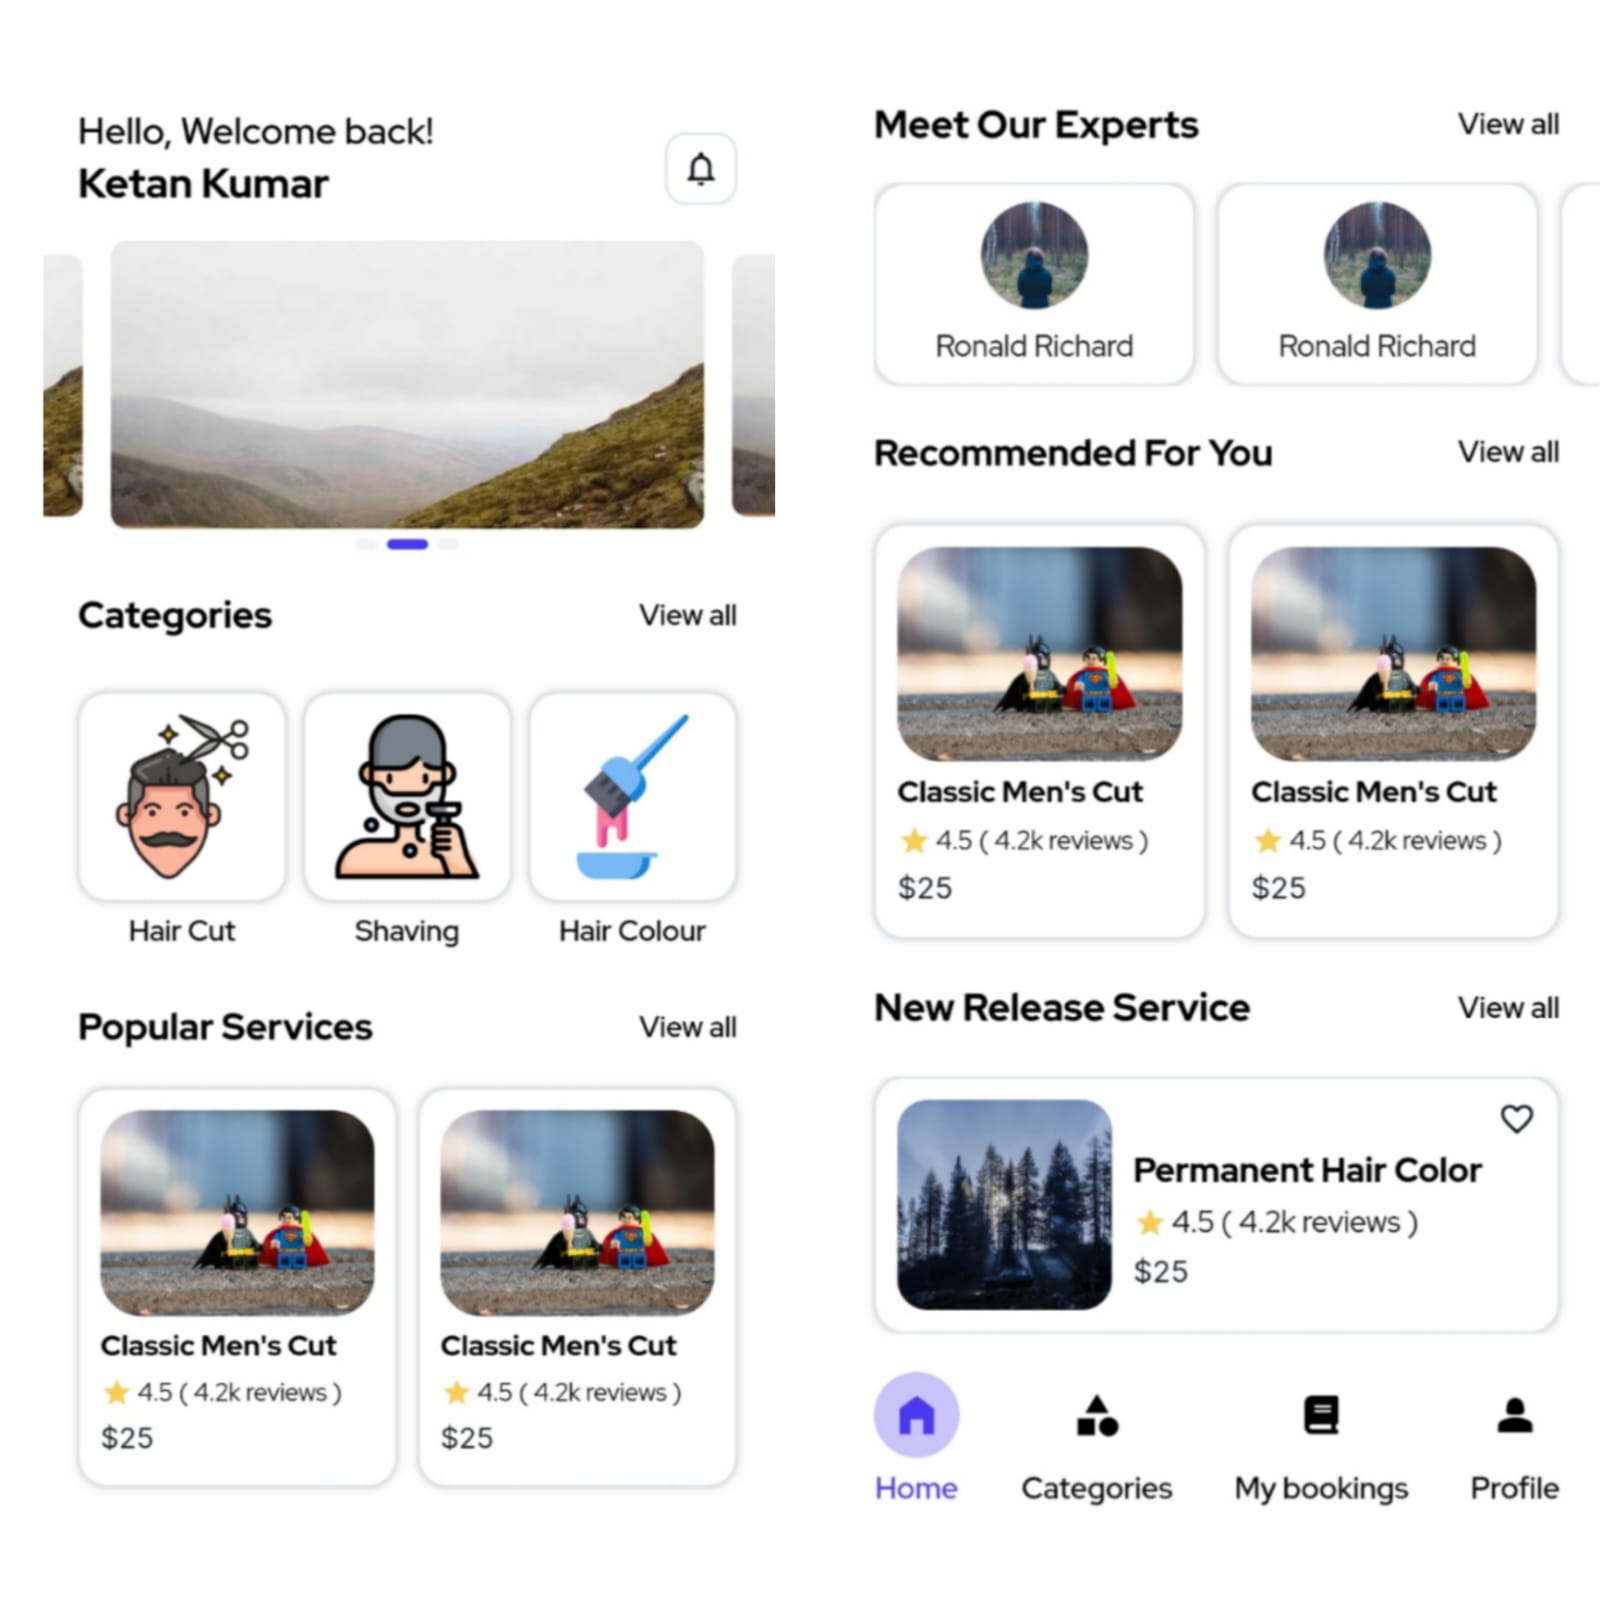 Hello, Welcome back!
Ketan Kumar
Categories
View all
Hair Cut
Shaving
Hair Colour
Popular Services
View all
Classic Men's Cut
4.5 ( 4.2k reviews )
$25
Classic Men's Cut
4.5 ( 4.2k reviews )
$25
Meet Our Experts
View all
Ronald Richard
Ronald Richard
Recommended For You
View all
Classic Men's Cut
4.5 ( 4.2k reviews )
$25
Classic Men's Cut
4.5 ( 4.2k reviews )
$25
New Release Service
View all
Permanent Hair Color
4.5 ( 4.2k reviews )
$25
Home
Categories
My bookings
Profile